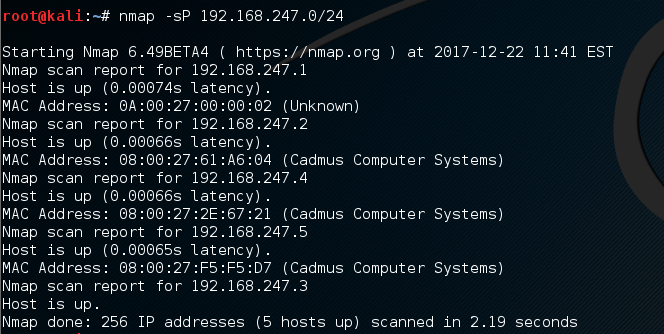 root@kali:~# nmap -sP 192.168.247.0/24
Starting Nmap 6.49BETA4 ( https://nmap.org ) at 2017-12-22 11:41 EST
Nmap scan report for 192.168.247.1
Host is up (0.00074s latency).
MAC Address: 0A:00:27:00:00:02 (Unknown)
Nmap scan report for 192.168.247.2
Host is up (0.00066s latency).
MAC Address: 08:00:27:61:A6:04 (Cadmus Computer Systems)
Nmap scan report for 192.168.247.4
Host is up (0.00066s latency).
MAC Address: 08:00:27:2E:67:21 (Cadmus Computer Systems)
Nmap scan report for 192.168.247.5
Host is up (0.00065s latency).
MAC Address: 08:00:27:F5:F5:D7 (Cadmus Computer Systems)
Nmap scan report for 192.168.247.3
Host is up.
Nmap done: 256 IP addresses (5 hosts up) scanned in 2.19 seconds